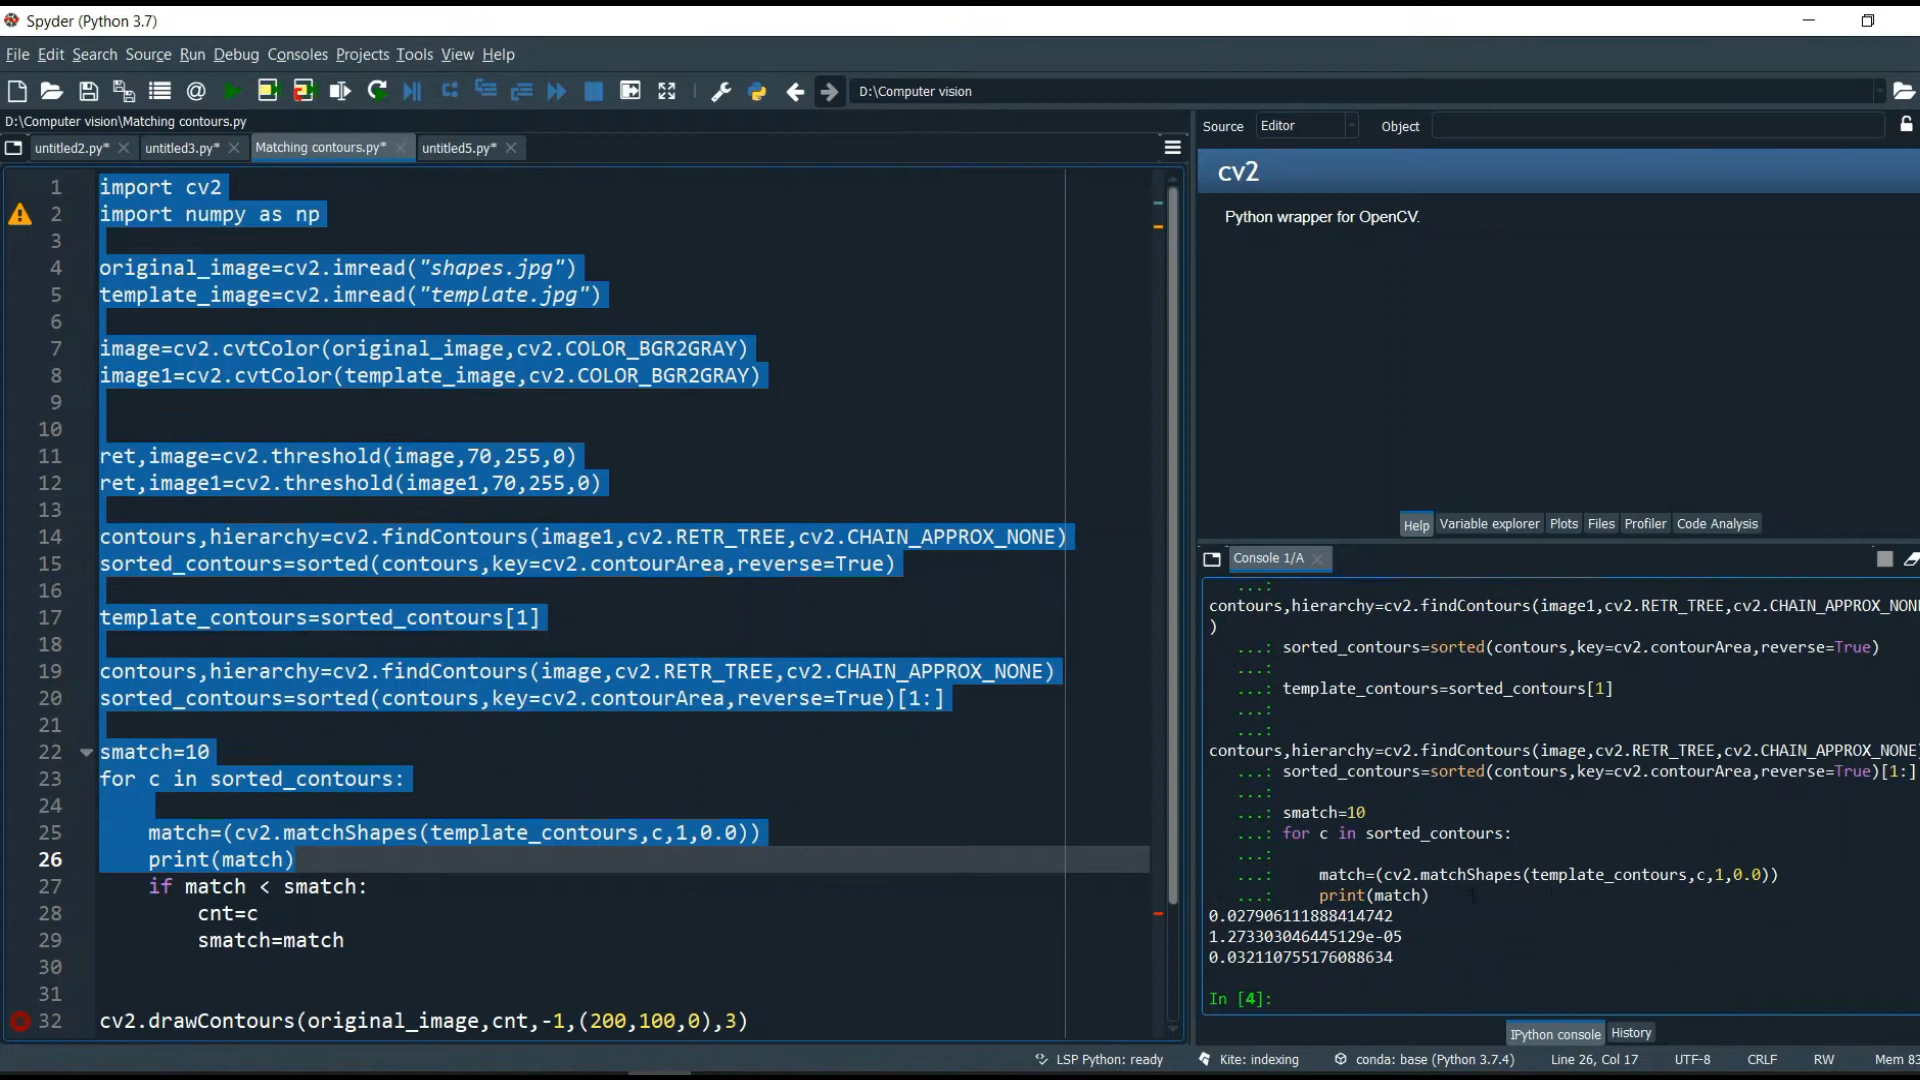 Spyder (Python 3.7)
File Edit Search Source Run Debug Consoles Projects Tools View Help
D:\Computer vision
D:\Computer vision\Matching contours.py
untitled2.py*
untitled3.py*
Matching contours.py*
untitled5.py*
1 import cv2
2 import numpy as np
3
4 original_image=cv2.imread("shapes.jpg")
5 template_image=cv2.imread("template.jpg")
6
7 image=cv2.cvtColor(original_image,cv2.COLOR_BGR2GRAY)
8 image1=cv2.cvtColor(template_image,cv2.COLOR_BGR2GRAY)
9
10
11 ret,image=cv2.threshold(image,70,255,0)
12 ret,image1=cv2.threshold(image1,70,255,0)
13
14 contours,hierarchy=cv2.findContours(image1,cv2.RETR_TREE,cv2.CHAIN_APPROX_NONE)
15 sorted_contours=sorted(contours,key=cv2.contourArea,reverse=True)
16
17 template_contours=sorted_contours[1]
18
19 contours,hierarchy=cv2.findContours(image,cv2.RETR_TREE,cv2.CHAIN_APPROX_NONE)
20 sorted_contours=sorted(contours,key=cv2.contourArea,reverse=True)[1:]
21
22 smatch=10
23 for c in sorted_contours:
24
25     match=(cv2.matchShapes(template_contours,c,1,0.0))
26     print(match)
27     if match < smatch:
28         cnt=c
29         smatch=match
30
31
32 cv2.drawContours(original_image,cnt,-1,(200,100,0),3)
Source Editor Object
cv2
Python wrapper for OpenCV.
Help Variable explorer Plots Files Profiler Code Analysis
Console 1/A
...:
contours,hierarchy=cv2.findContours(image1,cv2.RETR_TREE,cv2.CHAIN_APPROX_NONE
)
...: sorted_contours=sorted(contours,key=cv2.contourArea,reverse=True)
...:
...: template_contours=sorted_contours[1]
...:
...:
contours,hierarchy=cv2.findContours(image,cv2.RETR_TREE,cv2.CHAIN_APPROX_NONE)
...: sorted_contours=sorted(contours,key=cv2.contourArea,reverse=True)[1:]
...:
...: smatch=10
...: for c in sorted_contours:
...:
...:     match=(cv2.matchShapes(template_contours,c,1,0.0))
...:     print(match)
0.027906111888414742
1.273303046445129e-05
0.032110755176088634
In [4]:
IPython console History
LSP Python: ready Kite: indexing conda: base (Python 3.7.4) Line 26, Col 17 UTF-8 CRLF RW Mem 83